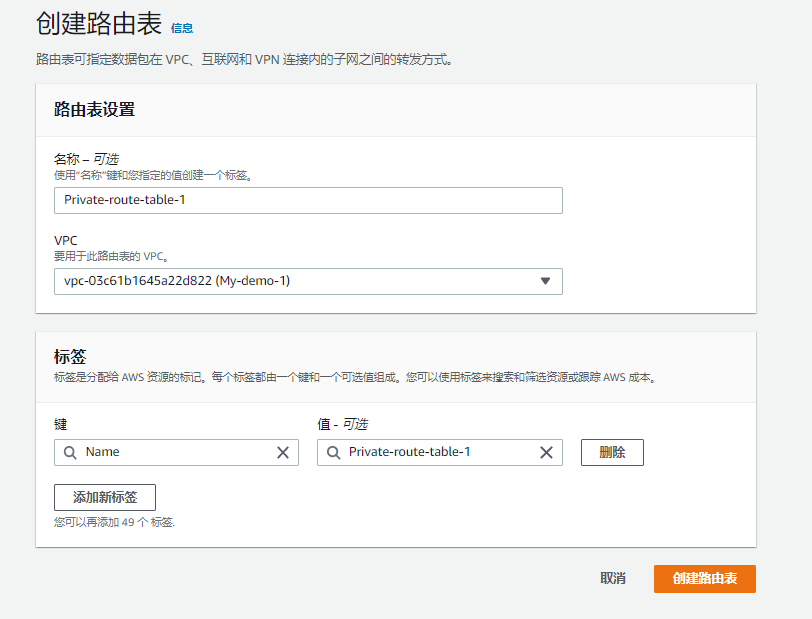 创建路由表 信息
路由表可指定数据包在 VPC、互联网和 VPN 连接内的子网之间的转发方式。
路由表设置
名称 – 可选
使用“名称”键和您指定的值创建一个标签。
Private-route-table-1
VPC
要用于此路由表的 VPC。
vpc-03c61b1645a22d822 (My-demo-1)
标签
标签是分配给 AWS 资源的标记。每个标签都由一个键和一个可选值组成。您可以使用标签来搜索和筛选资源或跟踪 AWS 成本。
键 值 - 可选
Name Private-route-table-1 删除
添加新标签
您可以再添加 49 个 标签.
取消 创建路由表